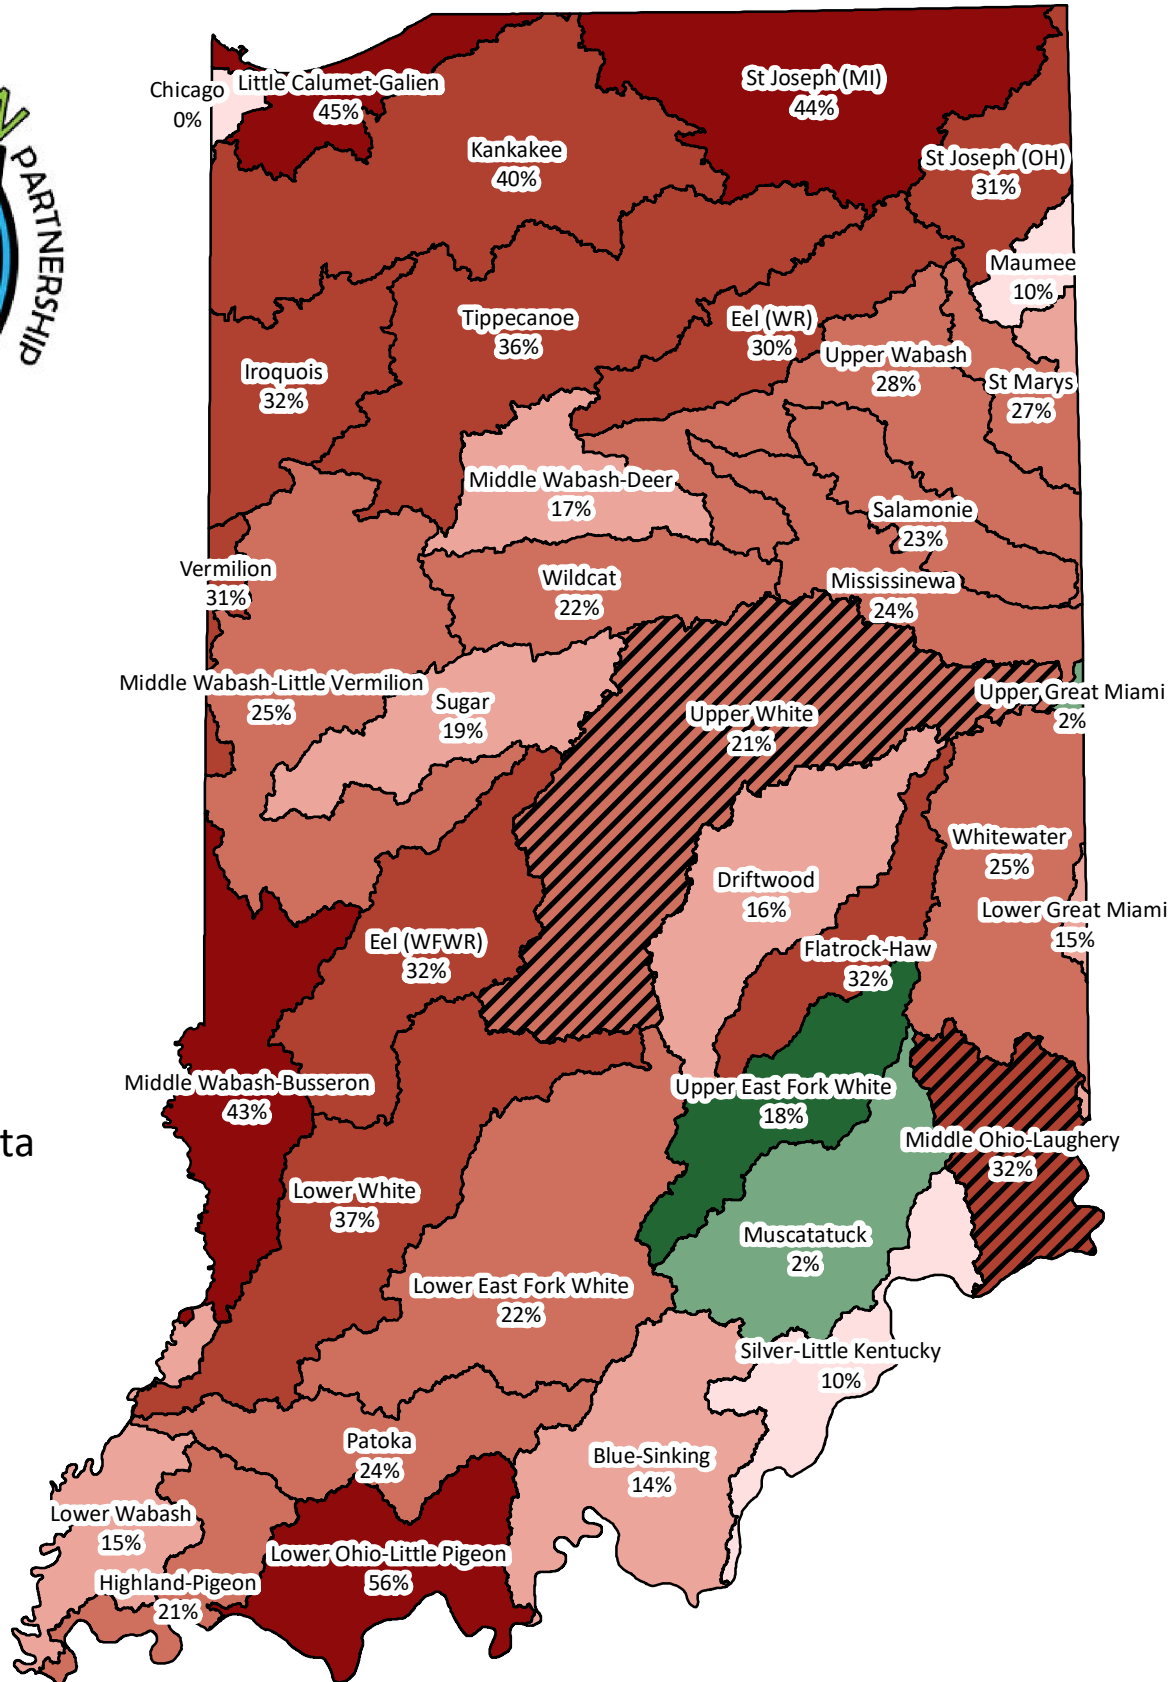 PARTNERSHIP
Chicago
0%
Little Calumet-Galien
45%
St Joseph (MI)
44%
Kankakee
40%
St Joseph (OH)
31%
Maumee
10%
Tippecanoe
36%
Eel (WR)
30%
Upper Wabash
28%
Iroquois
32%
St Marys
27%
Middle Wabash-Deer
17%
Salamonie
23%
Vermilion
31%
Wildcat
22%
Mississinewa
24%
Middle Wabash-Little Vermilion
25%
Sugar
19%
Upper White
21%
Upper Great Miami
2%
Whitewater
25%
Driftwood
16%
Lower Great Miami
15%
Eel (WFWR)
32%
Flatrock-Haw
32%
Middle Wabash-Busseron
43%
Upper East Fork White
18%
ta
Middle Ohio-Laughery
32%
Lower White
37%
Muscatatuck
2%
Lower East Fork White
22%
Silver-Little Kentucky
10%
Patoka
24%
Blue-Sinking
14%
Lower Wabash
15%
Lower Ohio-Little Pigeon
56%
Highland-Pigeon
21%